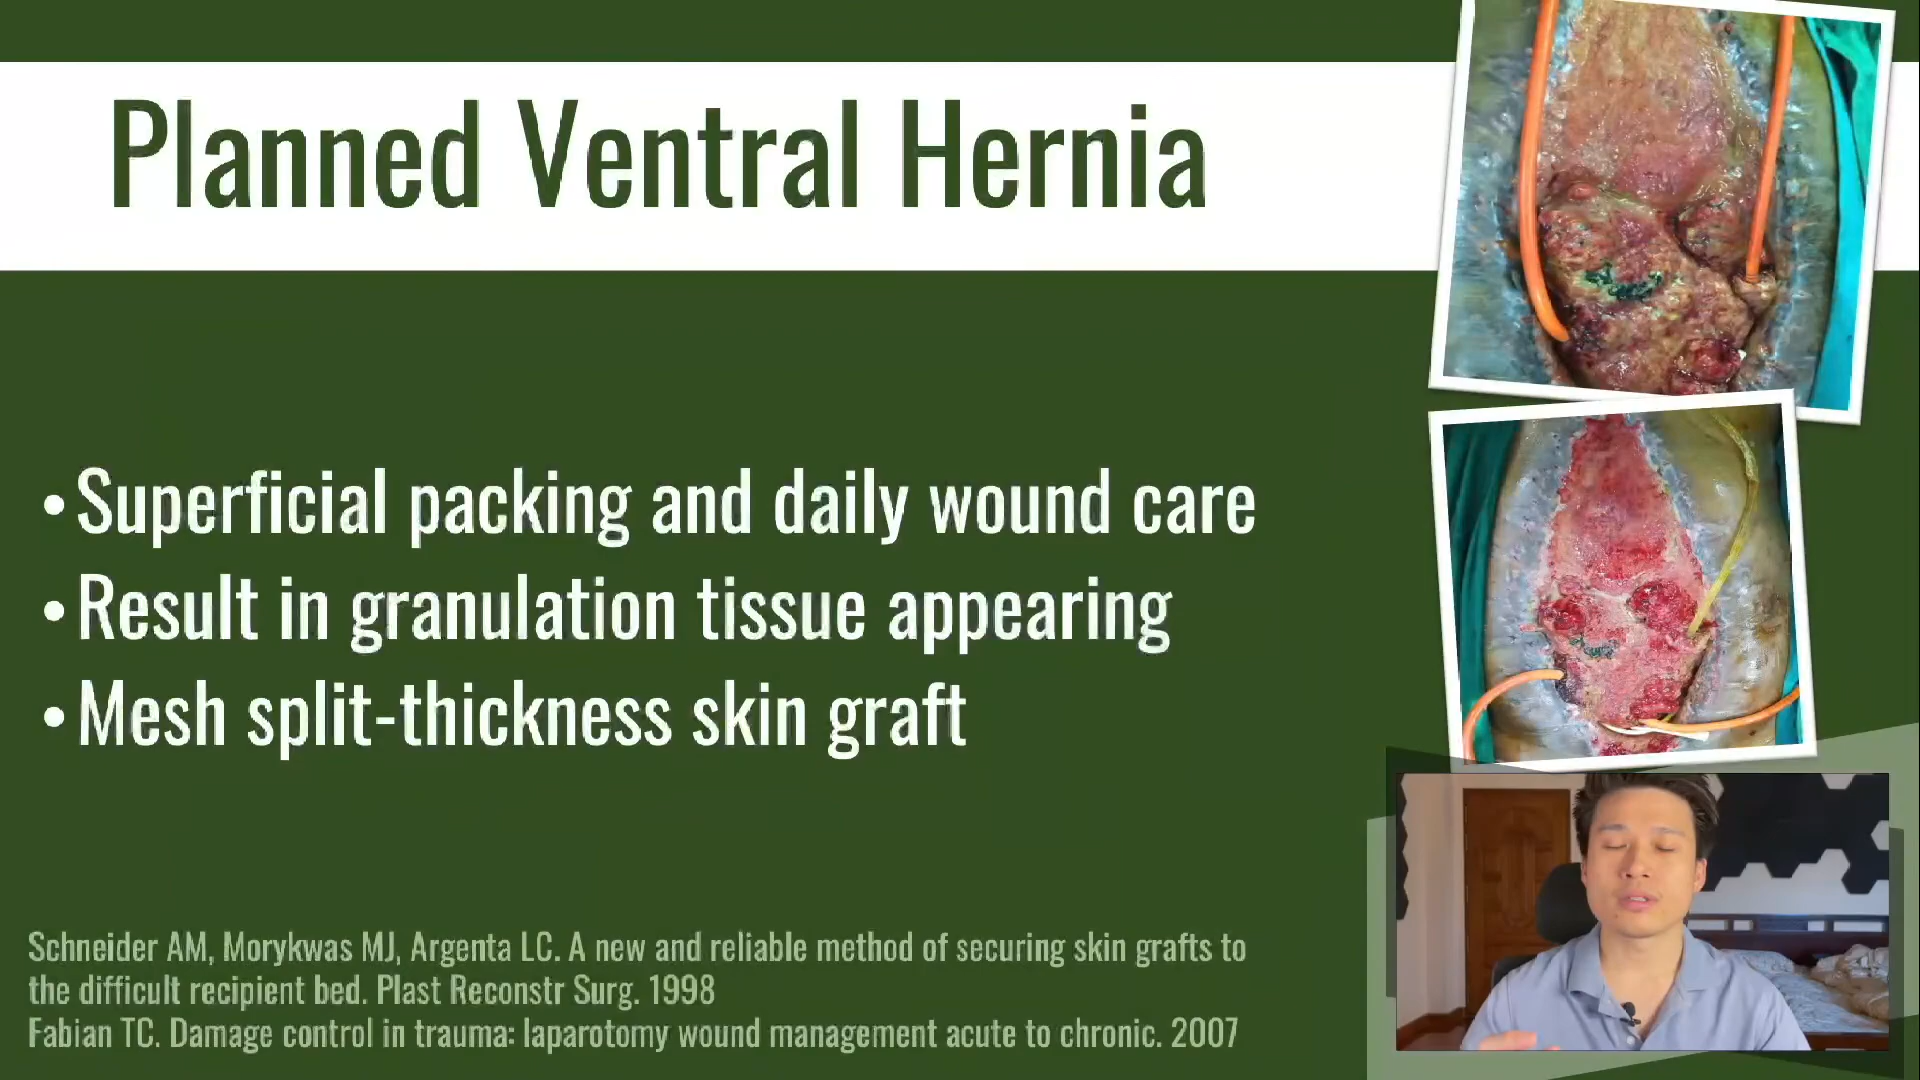 Planned Ventral Hernia
• Superficial packing and daily wound care
• Result in granulation tissue appearing
• Mesh split-thickness skin graft
Schneider AM, Morykwas MJ, Argenta LC. A new and reliable method of securing skin grafts to
the difficult recipient bed. Plast Reconstr Surg. 1998
Fabian TC. Damage control in trauma: laparotomy wound management acute to chronic. 2007